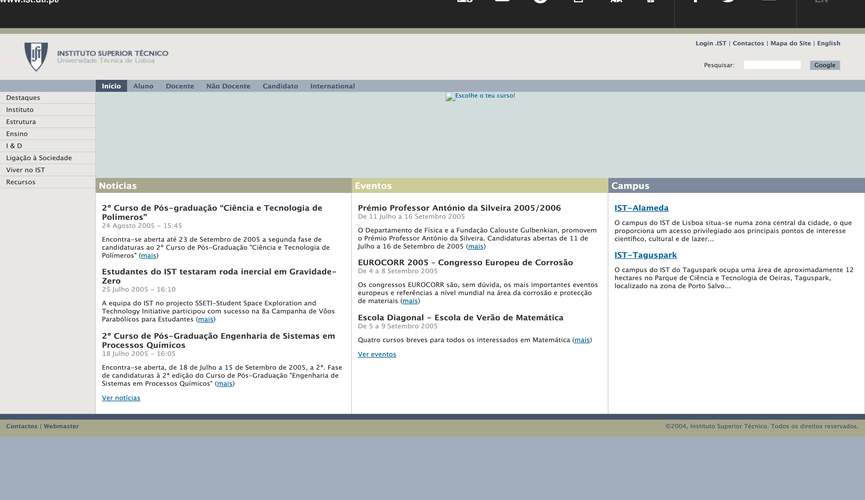 www.ist.utl.pt/
EN
INSTITUTO SUPERIOR TÉCNICO
Universidade Técnica de Lisboa
Login .IST | Contactos | Mapa do Site | English
Pesquisar:
Google
Início Aluno Docente Não Docente Candidato International
Destaques
Instituto
Estrutura
Ensino
I & D
Ligação à Sociedade
Viver no IST
Recursos
Escolhe o teu curso!
Notícias
2º Curso de Pós-graduação "Ciência e Tecnologia de
Polímeros"
24 Agosto 2005 - 15:45
Encontra-se aberta até 23 de Setembro de 2005 a segunda fase de
candidaturas ao 2º Curso de Pós-Graduação "Ciência e Tecnologia de
Polímeros" (mais)
Estudantes do IST testaram roda inercial em Gravidade-
Zero
25 Julho 2005 - 16:10
A equipa do IST no projecto SSETI-Student Space Exploration and
Technology Initiative participou com sucesso na 8a Campanha de Vôos
Parabólicos para Estudantes (mais)
2º Curso de Pós-Graduação Engenharia de Sistemas em
Processos Químicos
18 Julho 2005 - 16:05
Encontra-se aberta, de 18 de Julho a 15 de Setembro de 2005, a 2ª. Fase
de candidaturas à 2ª edição do Curso de Pós-Graduação "Engenharia de
Sistemas em Processos Químicos" (mais)
Ver notícias
Eventos
Prémio Professor António da Silveira 2005/2006
De 11 Julho a 16 Setembro 2005
O Departamento de Física e a Fundação Calouste Gulbenkian, promovem
o Prémio Professor António da Silveira. Candidaturas abertas de 11 de
Julho a 16 de Setembro de 2005 (mais)
EUROCORR 2005 - Congresso Europeu de Corrosão
De 4 a 8 Setembro 2005
Os congressos EUROCORR são, sem dúvida, os mais importantes eventos
europeus e referências a nível mundial na área da corrosão e protecção
de materiais (mais)
Escola Diagonal - Escola de Verão de Matemática
De 5 a 9 Setembro 2005
Quatro cursos breves para todos os interessados em Matemática (mais)
Ver eventos
Campus
IST-Alameda
O campus do IST de Lisboa situa-se numa zona central da cidade, o que
proporciona um acesso privilegiado aos principais pontos de interesse
científico, cultural e de lazer...
IST-Taguspark
O campus do IST do Taguspark ocupa uma área de aproximadamente 12
hectares no Parque de Ciência e Tecnologia de Oeiras, Taguspark,
localizado na zona de Porto Salvo...
Contactos | Webmaster
©2004, Instituto Superior Técnico. Todos os direitos reservados.